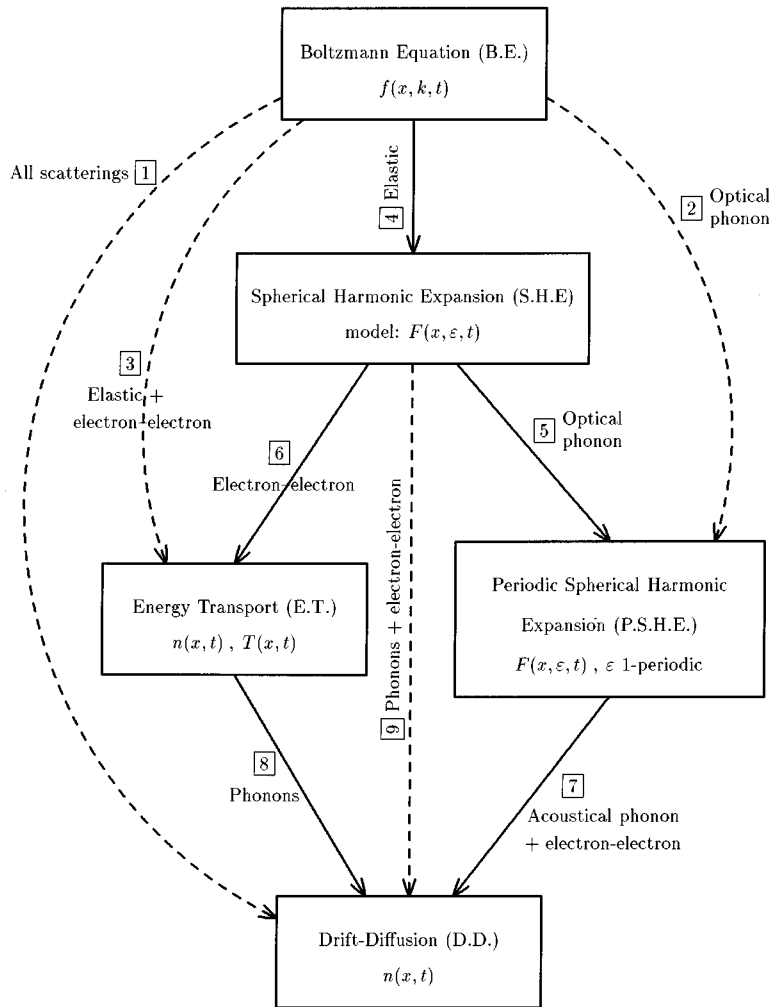 Boltzmann Equation (B.E.)
f(x, k, t)
All scatterings 1
4 Elastic
2 Optical
phonon
Spherical Harmonic Expansion (S.H.E)
model: F(x, ε, t)
3
Elastic +
electron-electron
5 Optical
phonon
6
Electron-electron
9 Phonons + electron-electron
Energy Transport (E.T.)
n(x, t) , T(x, t)
Periodic Spherical Harmonic
Expansion (P.S.H.E.)
F(x, ε, t) , ε 1-periodic
8
Phonons
7
Acoustical phonon
+ electron-electron
Drift-Diffusion (D.D.)
n(x, t)